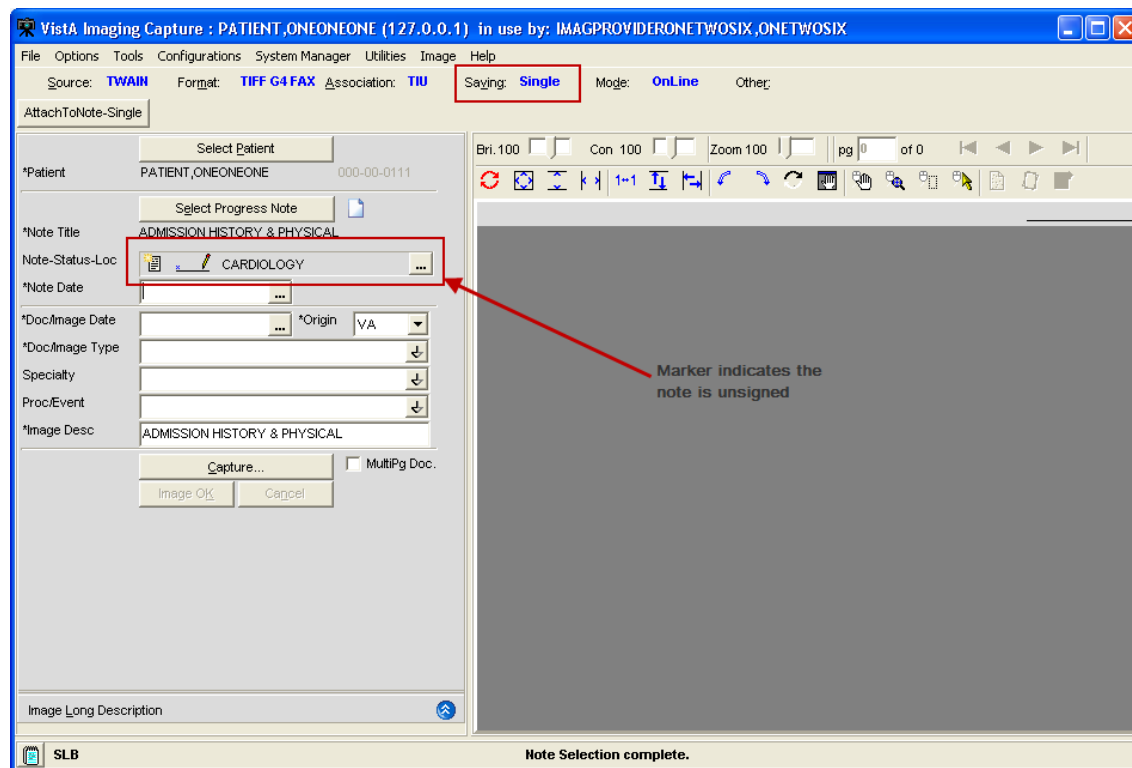 VistA Imaging Capture : PATIENT,ONEONEONE (127.0.0.1) in use by: IMAGPROVIDERONETWOSIX,ONETWOSIX
File Options Tools Configurations System Manager Utilities Image Help
Source: TWAIN Format: TIFF G4 FAX Association: TIU Saving: Single Mode: OnLine Other:
AttachToNote-Single
Select Patient
*Patient PATIENT,ONEONEONE 000-00-0111
Select Progress Note
*Note Title ADMISSION HISTORY & PHYSICAL
Note-Status-Loc CARDIOLOGY ...
*Note Date ...
*Doc/Image Date ... *Origin VA
*Doc/Image Type
Specialty
Proc/Event
*Image Desc ADMISSION HISTORY & PHYSICAL
Capture... MultiPg Doc.
Image OK Cancel
Image Long Description
Bri. 100 Con 100 Zoom 100 pg 0 of 0
1↔1
Marker indicates the
note is unsigned
SLB Note Selection complete.